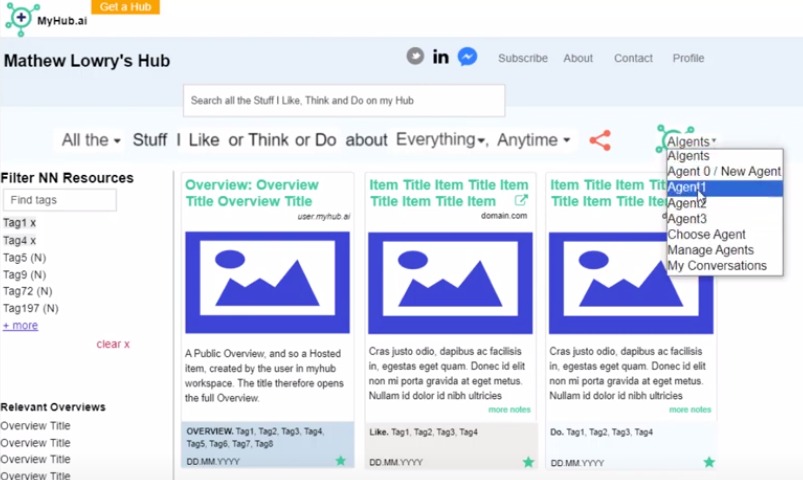 Get a Hub
MyHub.ai
Mathew Lowry's Hub
in
Subscribe
About
Contact
Profile
Search all the Stuff I Like, Think and Do on my Hub
All the
Stuff I Like or Think or Do about
Everything
, Anytime
AIgents
AIgents
Agent 0 / New Agent
Agent1
Agent2
Agent3
Choose Agent
Manage Agents
My Conversations
Filter NN Resources
Find tags
Tag1 x
Tag4 x
Tag5 (N)
Tag9 (N)
Tag72 (N)
Tag197 (N)
+ more
clear x
Relevant Overviews
Overview Title
Overview Title
Overview Title
Overview Title
Overview: Overview
Title Overview Title
user.myhub.ai
A Public Overview, and so a Hosted
item, created by the user in myhub
workspace. The title therefore opens
the full Overview.
OVERVIEW. Tag1, Tag2, Tag3, Tag4,
Tag5, Tag6, Tag7, Tag8
DD.MM.YYYY
Item Title Item Title Item
Title Item Title Item
domain.com
Cras justo odio, dapibus ac facilisis
in, egestas eget quam. Donec id elit
non mi porta gravida at eget metus.
Nullam id dolor id nibh ultricies
more notes
Like. Tag1, Tag2, Tag3, Tag4
DD.MM.YYYY
Item Title Item Title
Title Item Title Item
Cras justo odio, dapibus ac facilisis
in, egestas eget quam. Donec id elit
non mi porta gravida at eget metus.
Nullam id dolor id nibh ultricies
more notes
Do. Tag1, Tag2, Tag3, Tag4
DD.MM.YYYY